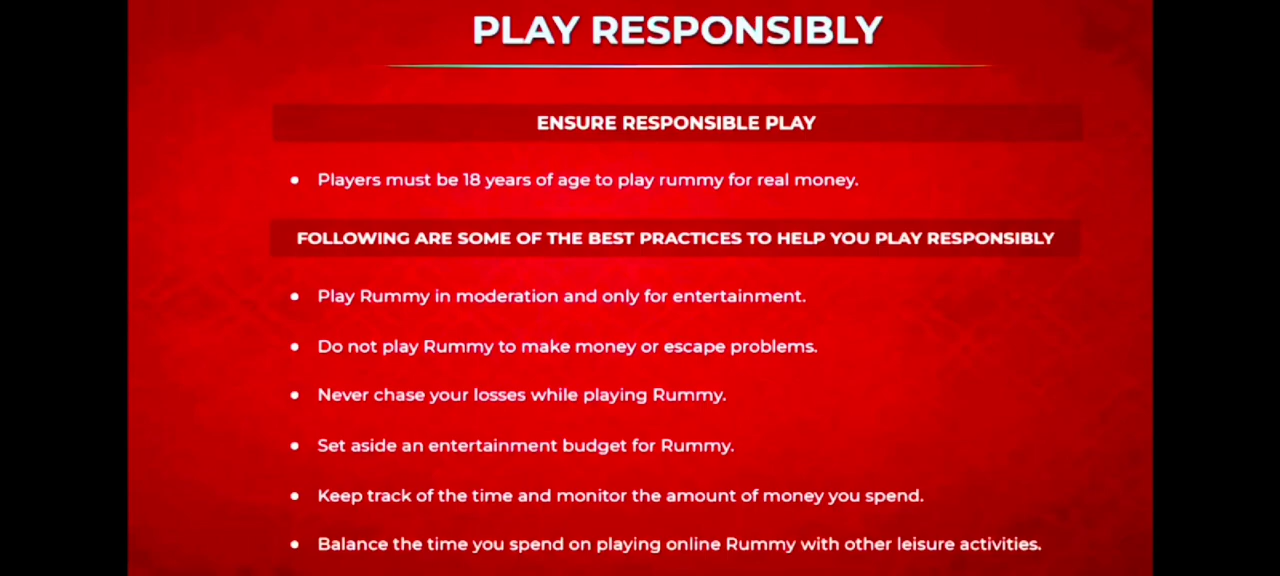 PLAY RESPONSIBLY
ENSURE RESPONSIBLE PLAY
• Players must be 18 years of age to play rummy for real money.
FOLLOWING ARE SOME OF THE BEST PRACTICES TO HELP YOU PLAY RESPONSIBLY
• Play Rummy in moderation and only for entertainment.
• Do not play Rummy to make money or escape problems.
• Never chase your losses while playing Rummy.
• Set aside an entertainment budget for Rummy.
• Keep track of the time and monitor the amount of money you spend.
• Balance the time you spend on playing online Rummy with other leisure activities.